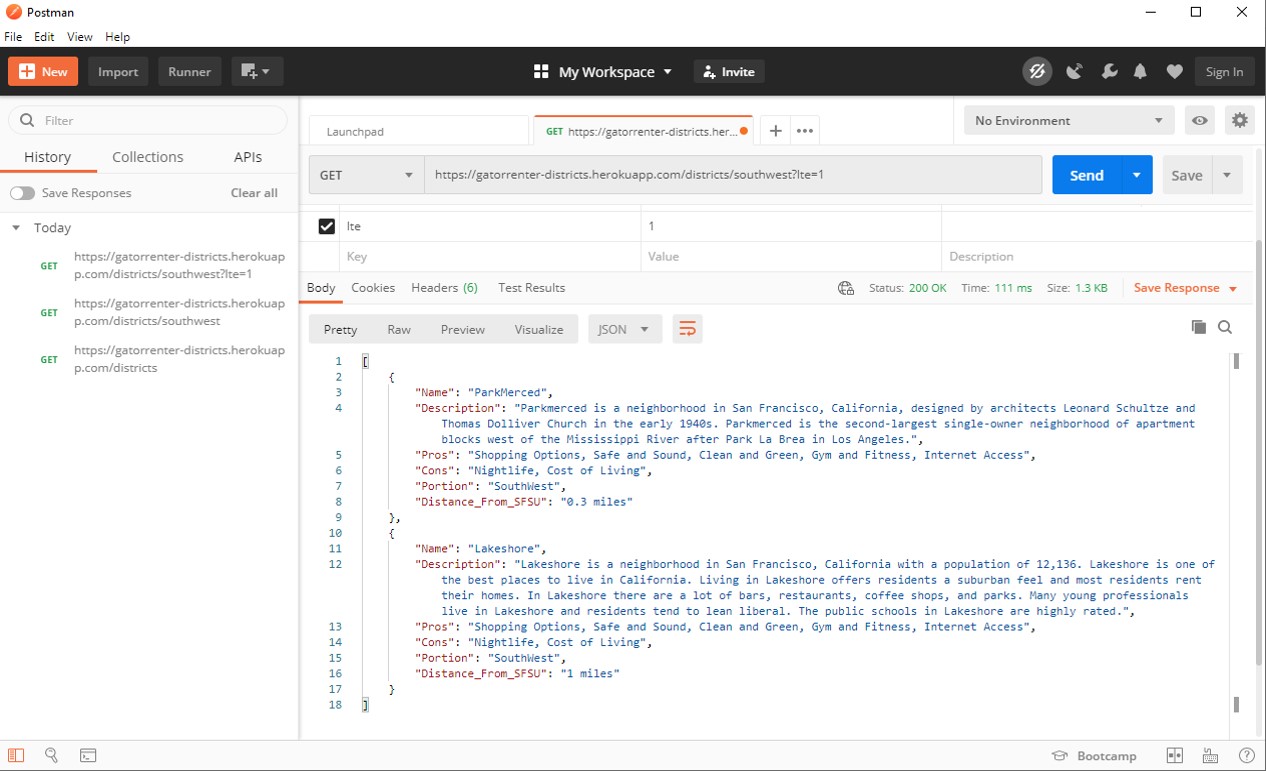 Postman
File Edit View Help
New Import Runner My Workspace Invite Sign In
Filter
History Collections APIs
Save Responses Clear all
Today
GET https://gatorrenter-districts.herokuap
p.com/districts/southwest?lte=1
GET https://gatorrenter-districts.herokuap
p.com/districts/southwest
GET https://gatorrenter-districts.herokuap
p.com/districts
Launchpad GET https://gatorrenter-districts.her... + ... No Environment
GET https://gatorrenter-districts.herokuapp.com/districts/southwest?lte=1 Send Save
lte 1
Key Value Description
Body Cookies Headers (6) Test Results Status: 200 OK Time: 111 ms Size: 1.3 KB Save Response
Pretty Raw Preview Visualize JSON
1 [
2 {
3 "Name": "ParkMerced",
4 "Description": "Parkmerced is a neighborhood in San Francisco, California, designed by architects Leonard Schultze and
Thomas Dolliver Church in the early 1940s. Parkmerced is the second-largest single-owner neighborhood of apartment
blocks west of the Mississippi River after Park La Brea in Los Angeles.",
5 "Pros": "Shopping Options, Safe and Sound, Clean and Green, Gym and Fitness, Internet Access",
6 "Cons": "Nightlife, Cost of Living",
7 "Portion": "SouthWest",
8 "Distance_From_SFSU": "0.3 miles"
9 },
10 {
11 "Name": "Lakeshore",
12 "Description": "Lakeshore is a neighborhood in San Francisco, California with a population of 12,136. Lakeshore is one of
the best places to live in California. Living in Lakeshore offers residents a suburban feel and most residents rent
their homes. In Lakeshore there are a lot of bars, restaurants, coffee shops, and parks. Many young professionals
live in Lakeshore and residents tend to lean liberal. The public schools in Lakeshore are highly rated.",
13 "Pros": "Shopping Options, Safe and Sound, Clean and Green, Gym and Fitness, Internet Access",
14 "Cons": "Nightlife, Cost of Living",
15 "Portion": "SouthWest",
16 "Distance_From_SFSU": "1 miles"
17 }
18 ]
Bootcamp